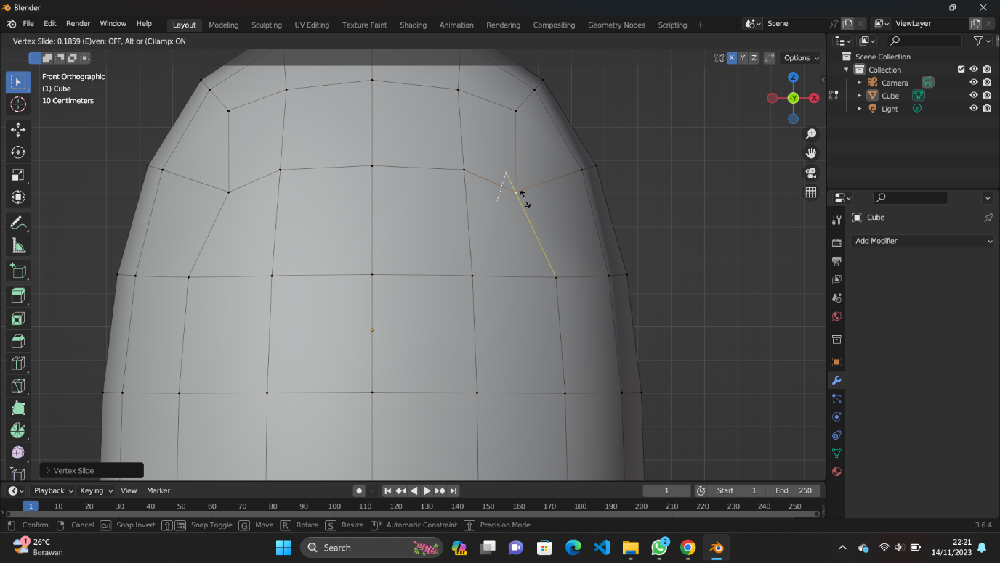 Blender
File Edit Render Window Help Layout Modeling Sculpting UV Editing Texture Paint Shading Animation Rendering Compositing Geometry Nodes Scripting + Scene ViewLayer
Vertex Slide: 0.1859 (E)ven: OFF, Alt or (C)lamp: ON
X Y Z Options
Front Orthographic
(1) Cube
10 Centimeters
Z
-Y
X
Scene Collection
Collection
Camera
Cube
Light
Cube
Add Modifier
Vertex Slide
Playback Keying View Marker 1 Start 1 End 250
1 10 20 30 40 50 60 70 80 90 100 110 120 130 140 150 160 170 180 190 200 210 220 230 240 250
Confirm Cancel Ctrl Snap Invert Snap Toggle G Move R Rotate S Resize Automatic Constraint Precision Mode 3.6.4
1
26°C
Berawan
Search
PRE
2
22:21
14/11/2023